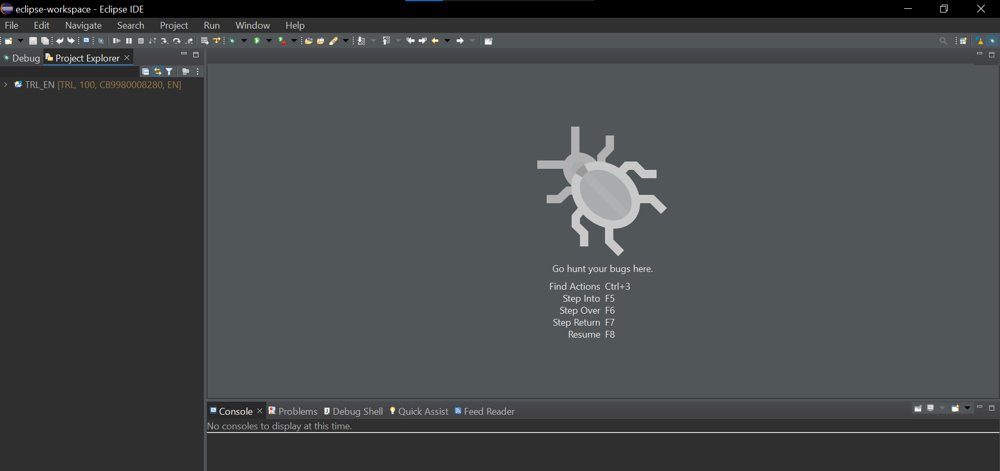 eclipse-workspace - Eclipse IDE
File Edit Navigate Search Project Run Window Help
Debug Project Explorer
TRL_EN [TRL, 100, CB9980008280, EN]
Go hunt your bugs here.
Find Actions Ctrl+3
Step Into F5
Step Over F6
Step Return F7
Resume F8
Console Problems Debug Shell Quick Assist Feed Reader
No consoles to display at this time.